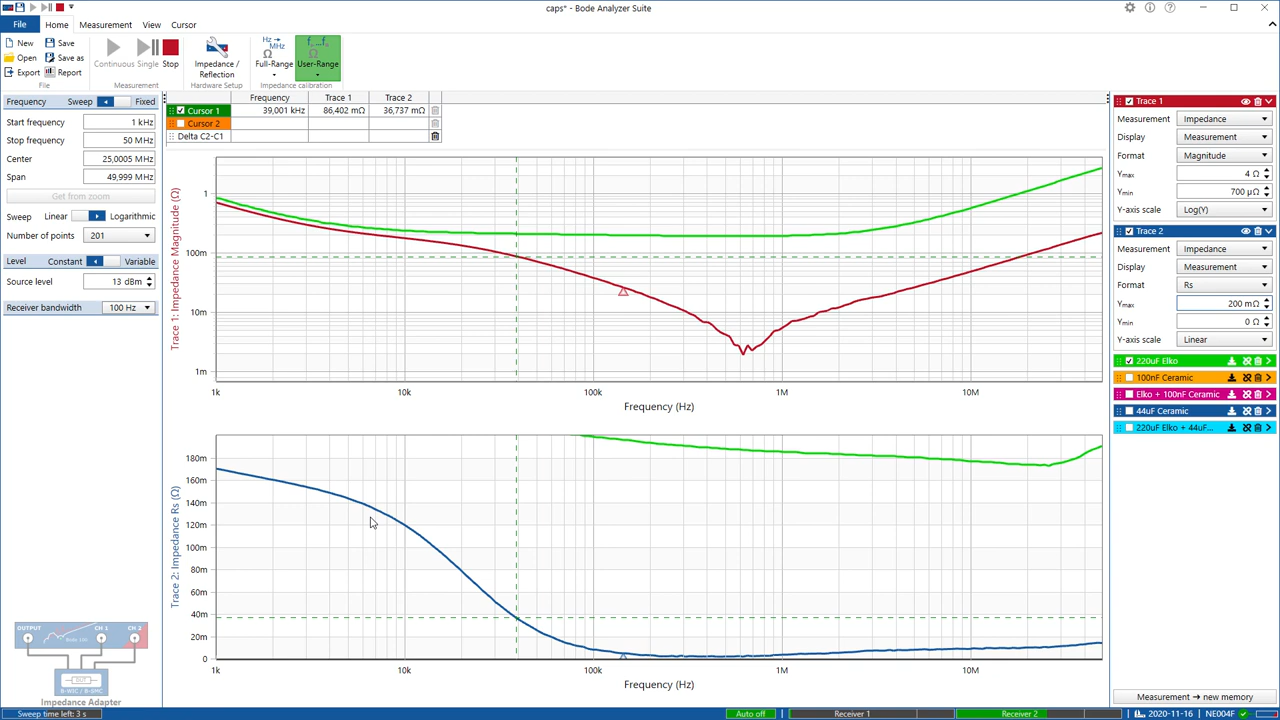 caps* - Bode Analyzer Suite
File Home Measurement View Cursor
New Save
Open Save as
Export Report
File
Continuous Single Stop
Measurement
Impedance / Reflection
Hardware Setup
Hz→ MHz
Full-Range
User-Range
Impedance calibration
Frequency Sweep Fixed
Start frequency 1 kHz
Stop frequency 50 MHz
Center 25,0005 MHz
Span 49,999 MHz
Get from zoom
Sweep Linear Logarithmic
Number of points 201
Level Constant Variable
Source level 13 dBm
Receiver bandwidth 100 Hz
OUTPUT CH 1 CH 2
Impedance Adapter
Frequency Trace 1 Trace 2
Cursor 1 39,001 kHz 86,402 mΩ 36,737 mΩ
Cursor 2
Delta C2-C1
Trace 1: Impedance Magnitude (Ω)
1
100m
10m
1m
1k 10k 100k 1M 10M
Frequency (Hz)
Trace 2: Impedance Rs (Ω)
180m
160m
140m
120m
100m
80m
60m
40m
20m
0
1k 10k 100k 1M 10M
Frequency (Hz)
Trace 1
Measurement Impedance
Display Measurement
Format Magnitude
Ymax 4 Ω
Ymin 700 µΩ
Y-axis scale Log(Y)
Trace 2
Measurement Impedance
Display Measurement
Format Rs
Ymax 200 mΩ
Ymin 0 Ω
Y-axis scale Linear
220uF Elko
100nF Ceramic
Elko + 100nF Ceramic
44uF Ceramic
220uF Elko + 44uF...
Measurement → new memory
Sweep time left: 3 s Auto off Receiver 1 Receiver 2 2020-11-16 NE004F